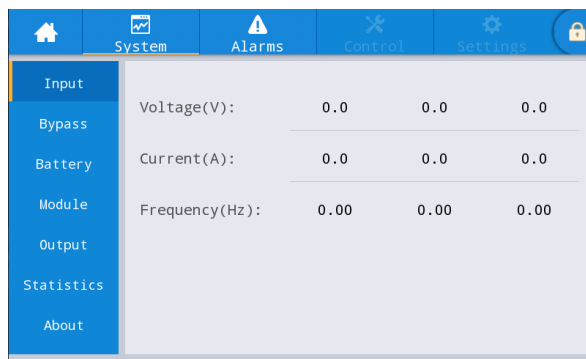 System Alarms Control Settings
Input
Bypass
Battery
Module
Output
Statistics
About
Voltage(V): 0.0 0.0 0.0
Current(A): 0.0 0.0 0.0
Frequency(Hz): 0.00 0.00 0.00